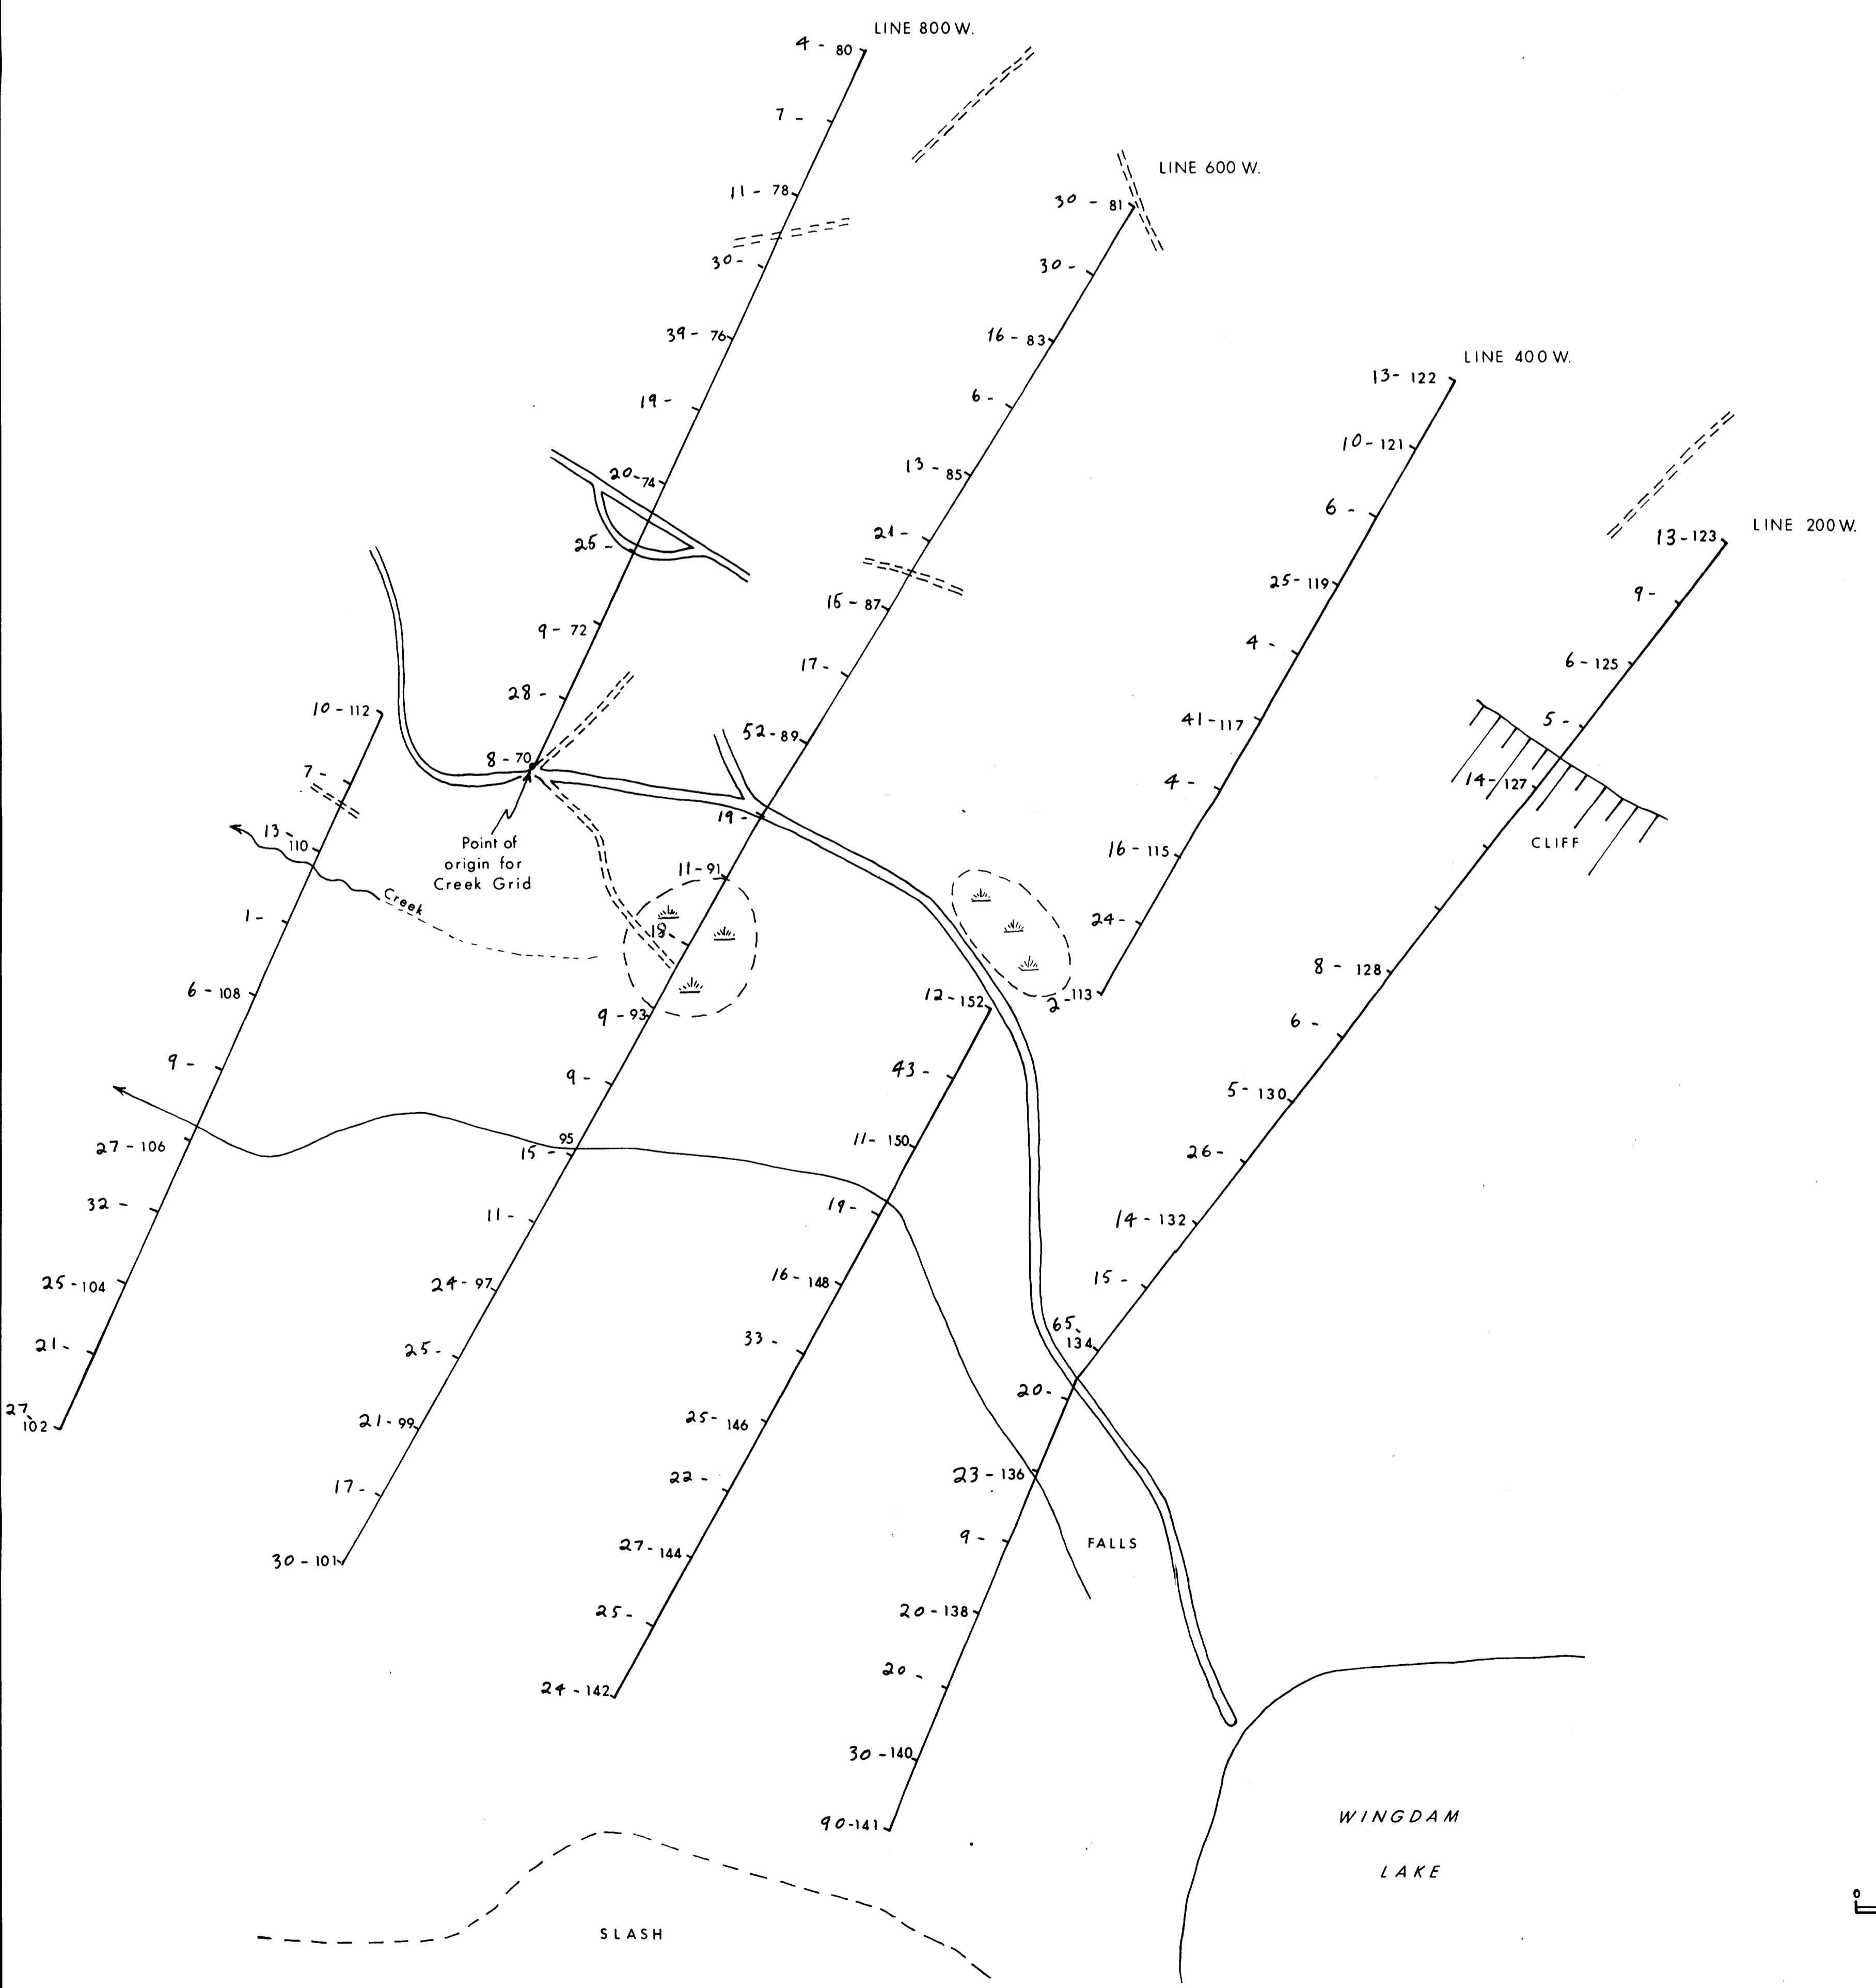 LINE 800 W.
4 - 80
7 -
11 - 78
30 -
39 - 76
19 -
20 - 74
25 -
9 - 72
28 -
8 - 70
Point of
origin for
Creek Grid
10 - 112
7 -
13 -
110
1 -
6 - 108
9 -
27 - 106
32 -
25 - 104
21 -
27 -
102
Creek
LINE 600 W.
30 - 81
30 -
16 - 83
6 -
13 - 85
21 -
15 - 87
17 -
52 - 89
19 -
11 - 91
18 -
9 - 93
9 -
95
15 -
11 -
24 - 97
25 -
21 - 99
17 -
30 - 101
LINE 400 W.
13 - 122
10 - 121
6 -
25 - 119
4 -
41 - 117
4 -
16 - 115
24 -
2 - 113
12 - 152
43 -
11 - 150
19 -
16 - 148
33 -
25 - 146
22 -
27 - 144
25 -
24 - 142
LINE 200 W.
13 - 123
9 -
6 - 125
5 -
14 - 127
CLIFF
8 - 128
6 -
5 - 130
26 -
14 - 132
15 -
65 -
134
20 -
23 - 136
9 -
FALLS
20 - 138
20 -
30 - 140
90 - 141
WINGDAM
LAKE
SLASH